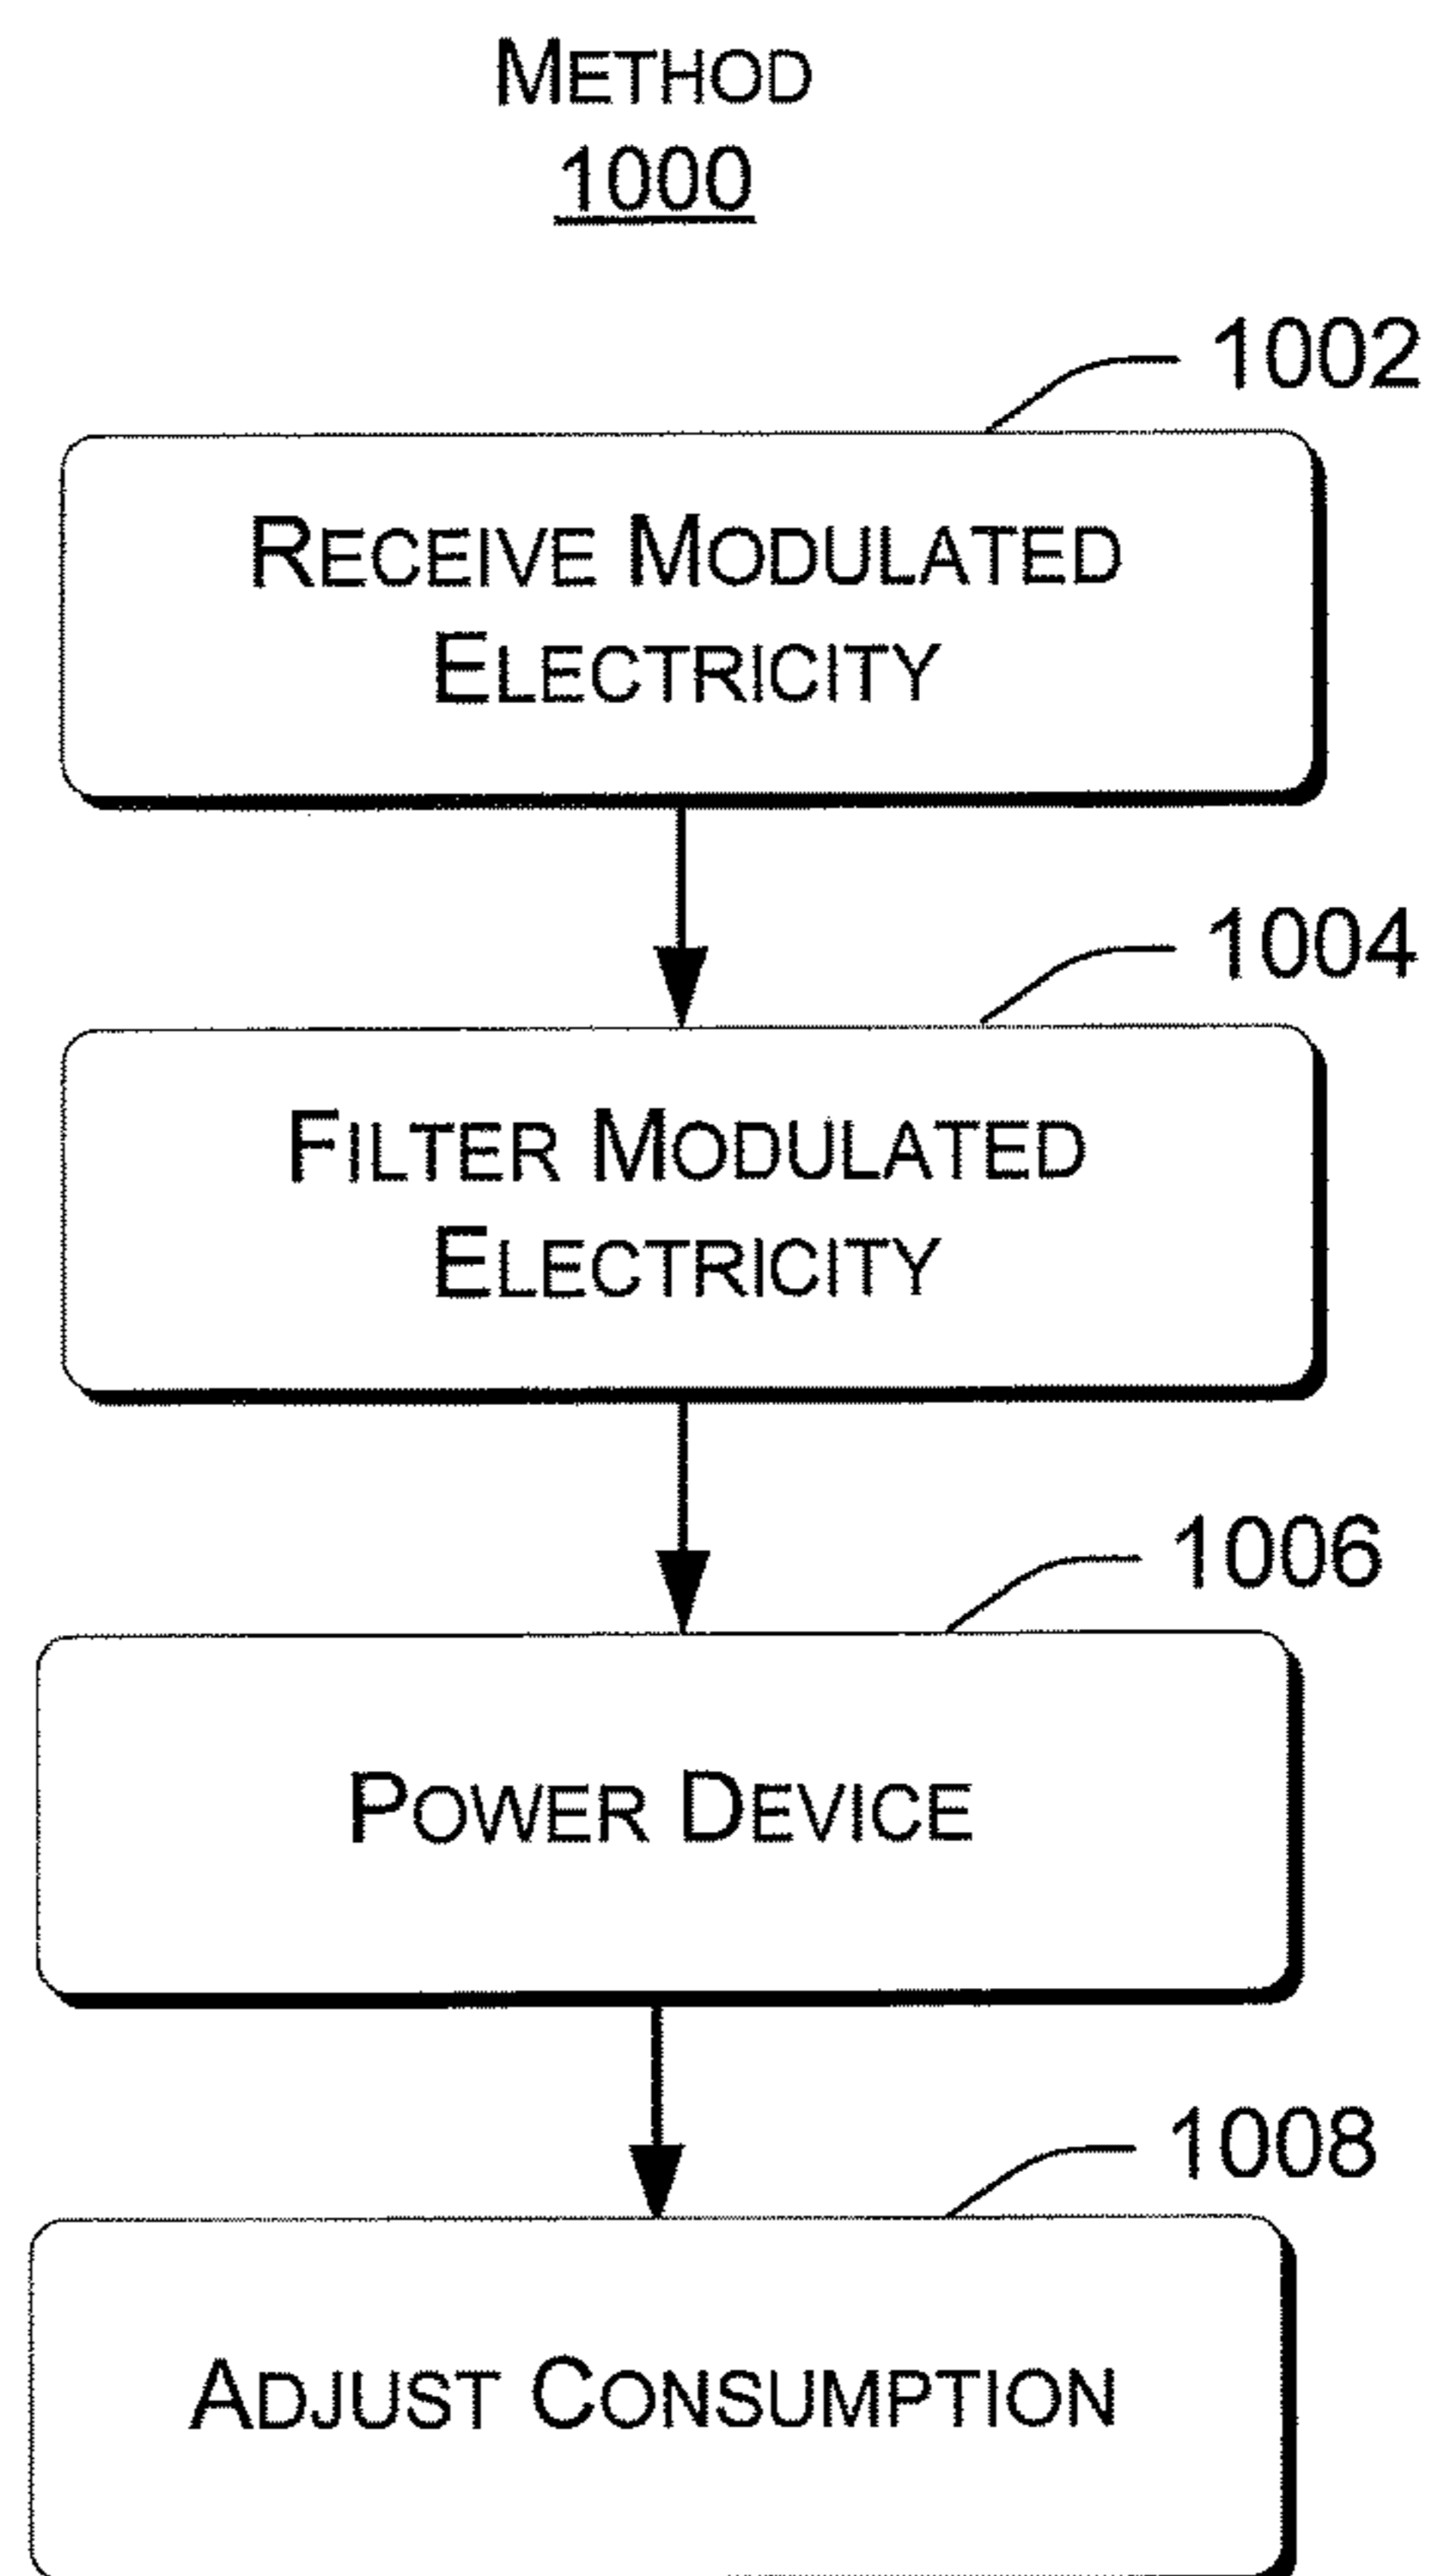 METHOD
1000
1002
RECEIVE MODULATED
ELECTRICITY
1004
FILTER MODULATED
ELECTRICITY
1006
POWER DEVICE
1008
ADJUST CONSUMPTION